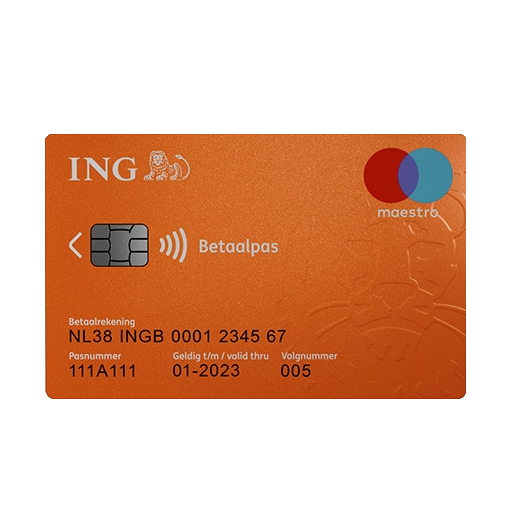 ING
maestro
Betaalpas
Betaalrekening
NL38 INGB 0001 2345 67
Pasnummer Geldig t/m / valid thru Volgnummer
111A111 01-2023 005